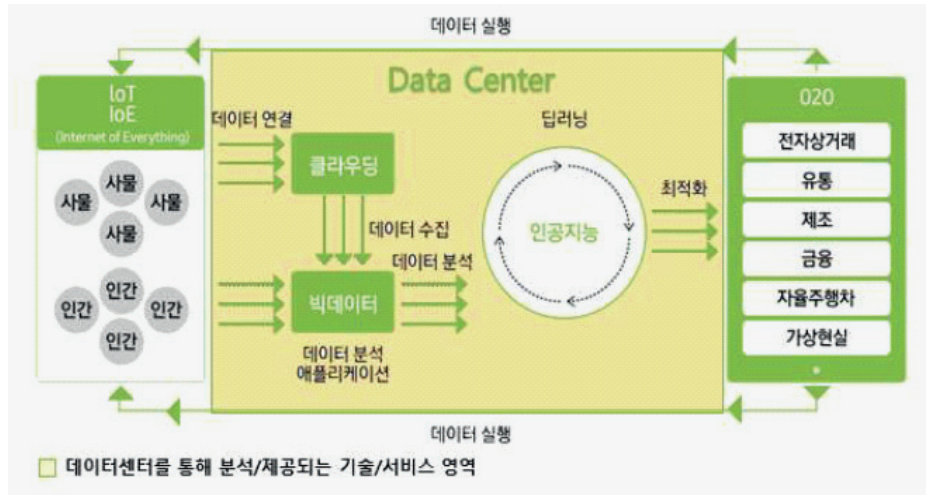 데이터 실행
Data Center
IoT
IoE
(Internet of Everything)
사물
사물
사물
사물
인간
인간
인간
인간
데이터 연결
클라우딩
데이터 수집
빅데이터
데이터 분석
애플리케이션
데이터 분석
딥러닝
인공지능
최적화
O2O
전자상거래
유통
제조
금융
자율주행차
가상현실
데이터 실행
데이터센터를 통해 분석/제공되는 기술/서비스 영역